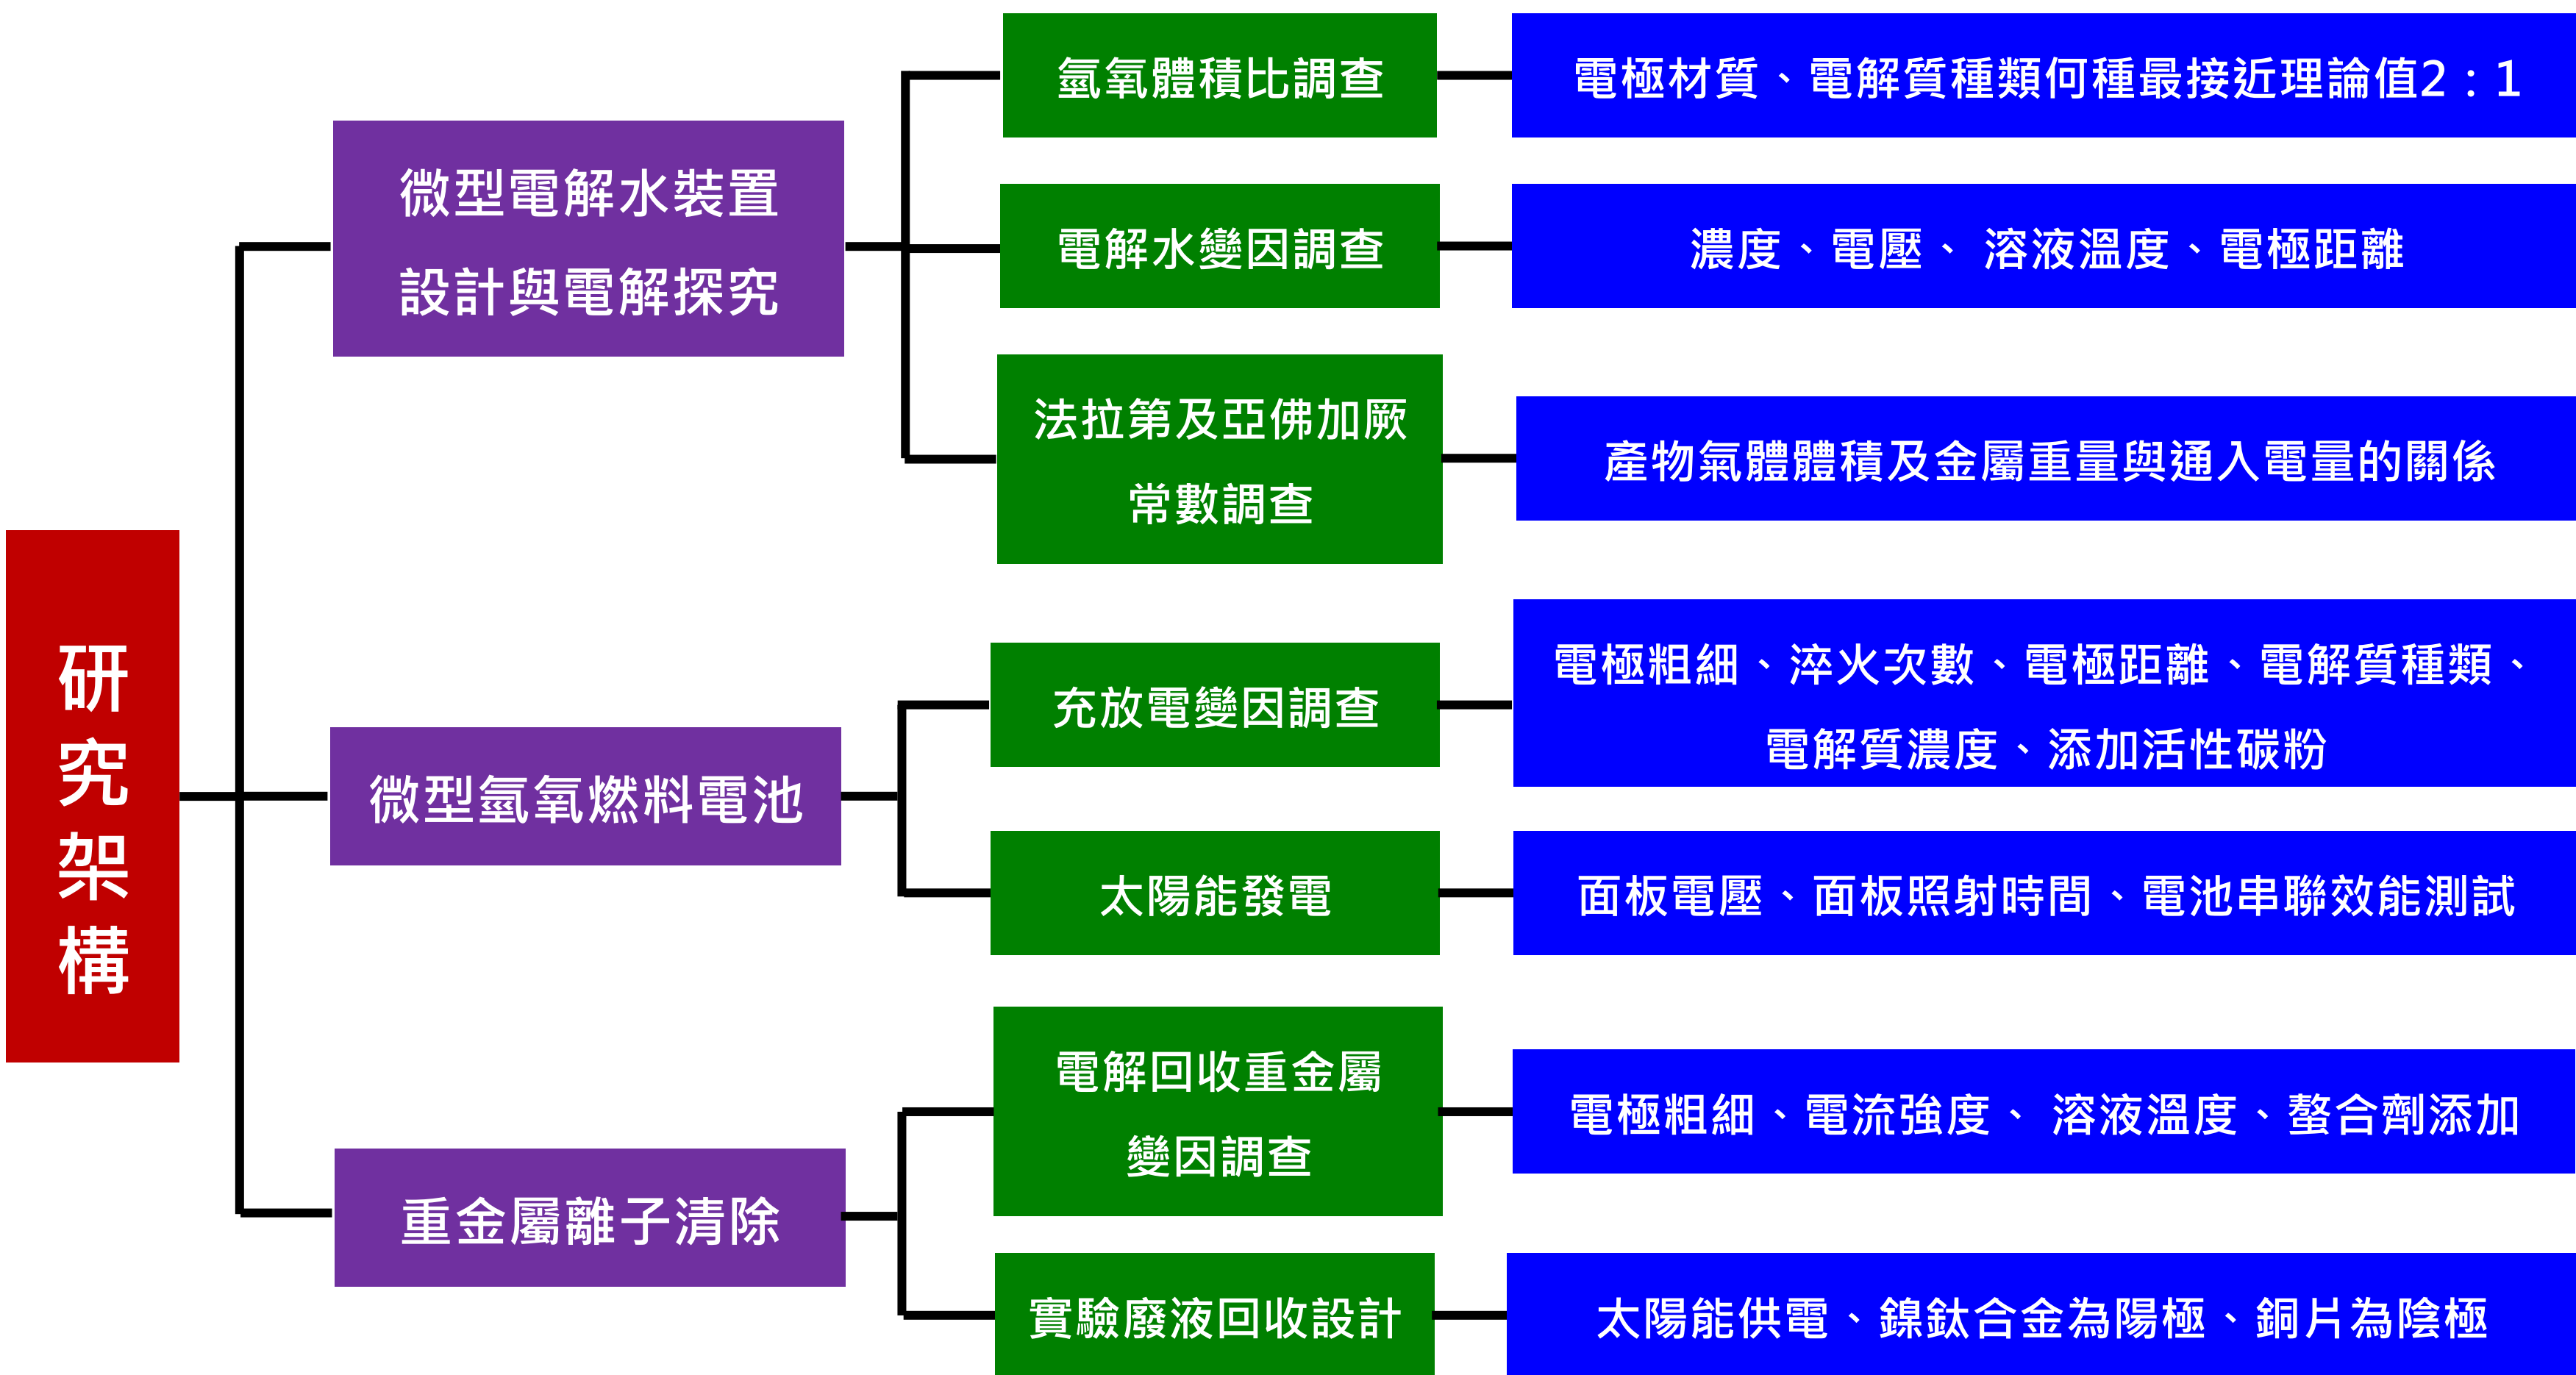 研
究
架
構
微型電解水裝置
設計與電解探究
氫氧體積比調查
電極材質、電解質種類何種最接近理論值2：1
電解水變因調查
濃度、電壓、 溶液溫度、電極距離
法拉第及亞佛加厥
常數調查
產物氣體體積及金屬重量與通入電量的關係
微型氫氧燃料電池
充放電變因調查
電極粗細、淬火次數、電極距離、電解質種類、
電解質濃度、添加活性碳粉
太陽能發電
面板電壓、面板照射時間、電池串聯效能測試
重金屬離子清除
電解回收重金屬
變因調查
電極粗細、電流強度、 溶液溫度、螯合劑添加
實驗廢液回收設計
太陽能供電、鎳鈦合金為陽極、銅片為陰極